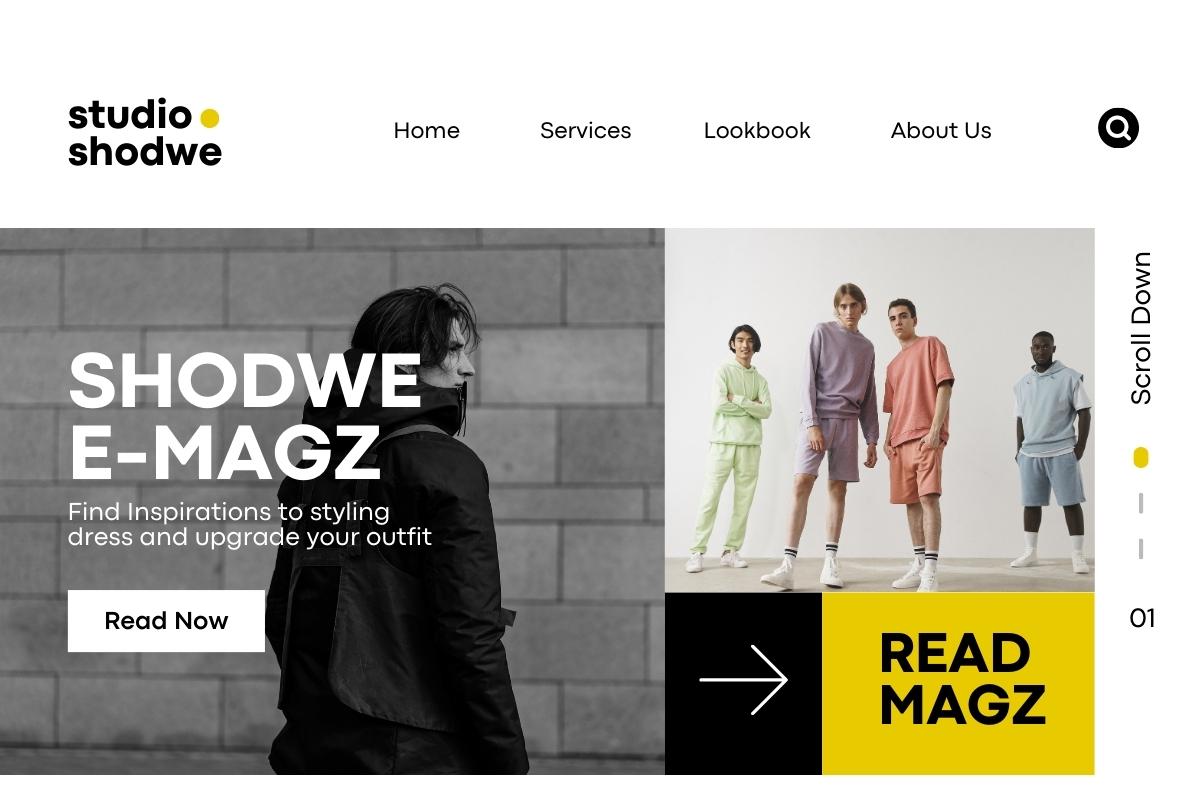 studio
shodwe
Home
Services
Lookbook
About Us
SHODWE
E-MAGZ
Find Inspirations to styling
dress and upgrade your outfit
Read Now
READ
MAGZ
Scroll Down
01